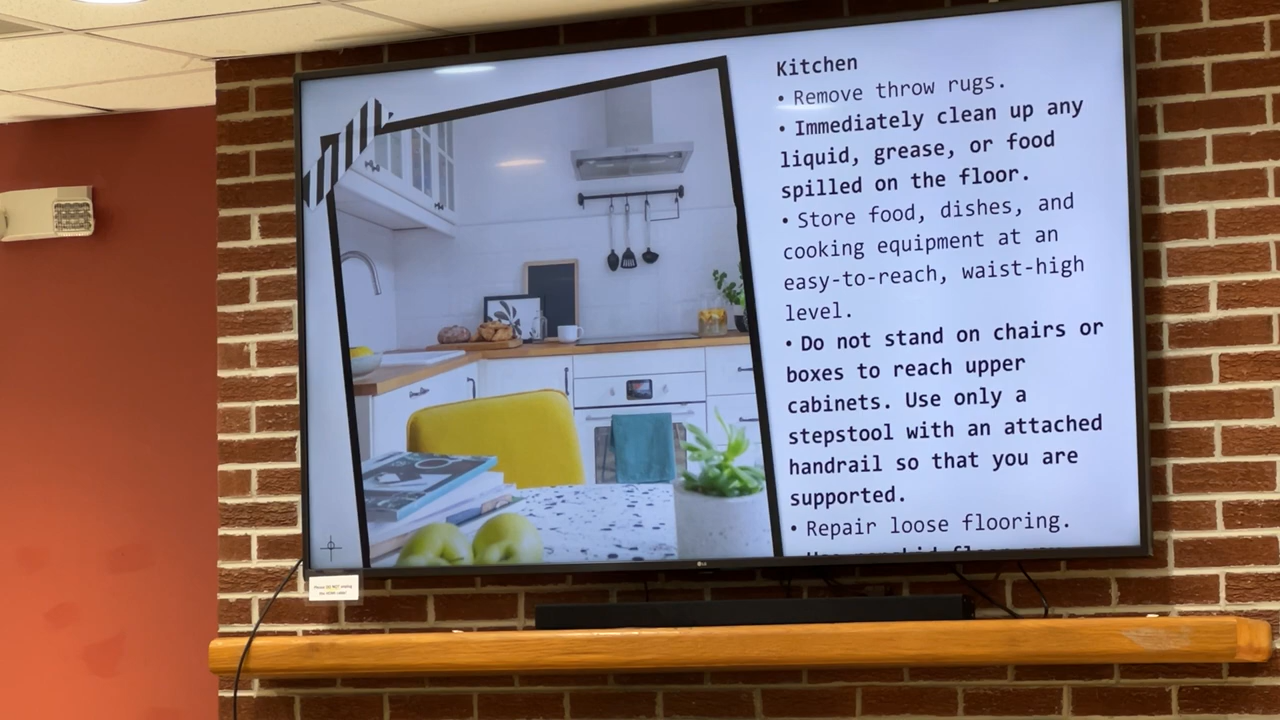 Kitchen
• Remove throw rugs.
• Immediately clean up any
liquid, grease, or food
spilled on the floor.
• Store food, dishes, and
cooking equipment at an
easy-to-reach, waist-high
level.
• Do not stand on chairs or
boxes to reach upper
cabinets. Use only a
stepstool with an attached
handrail so that you are
supported.
• Repair loose flooring.
LG